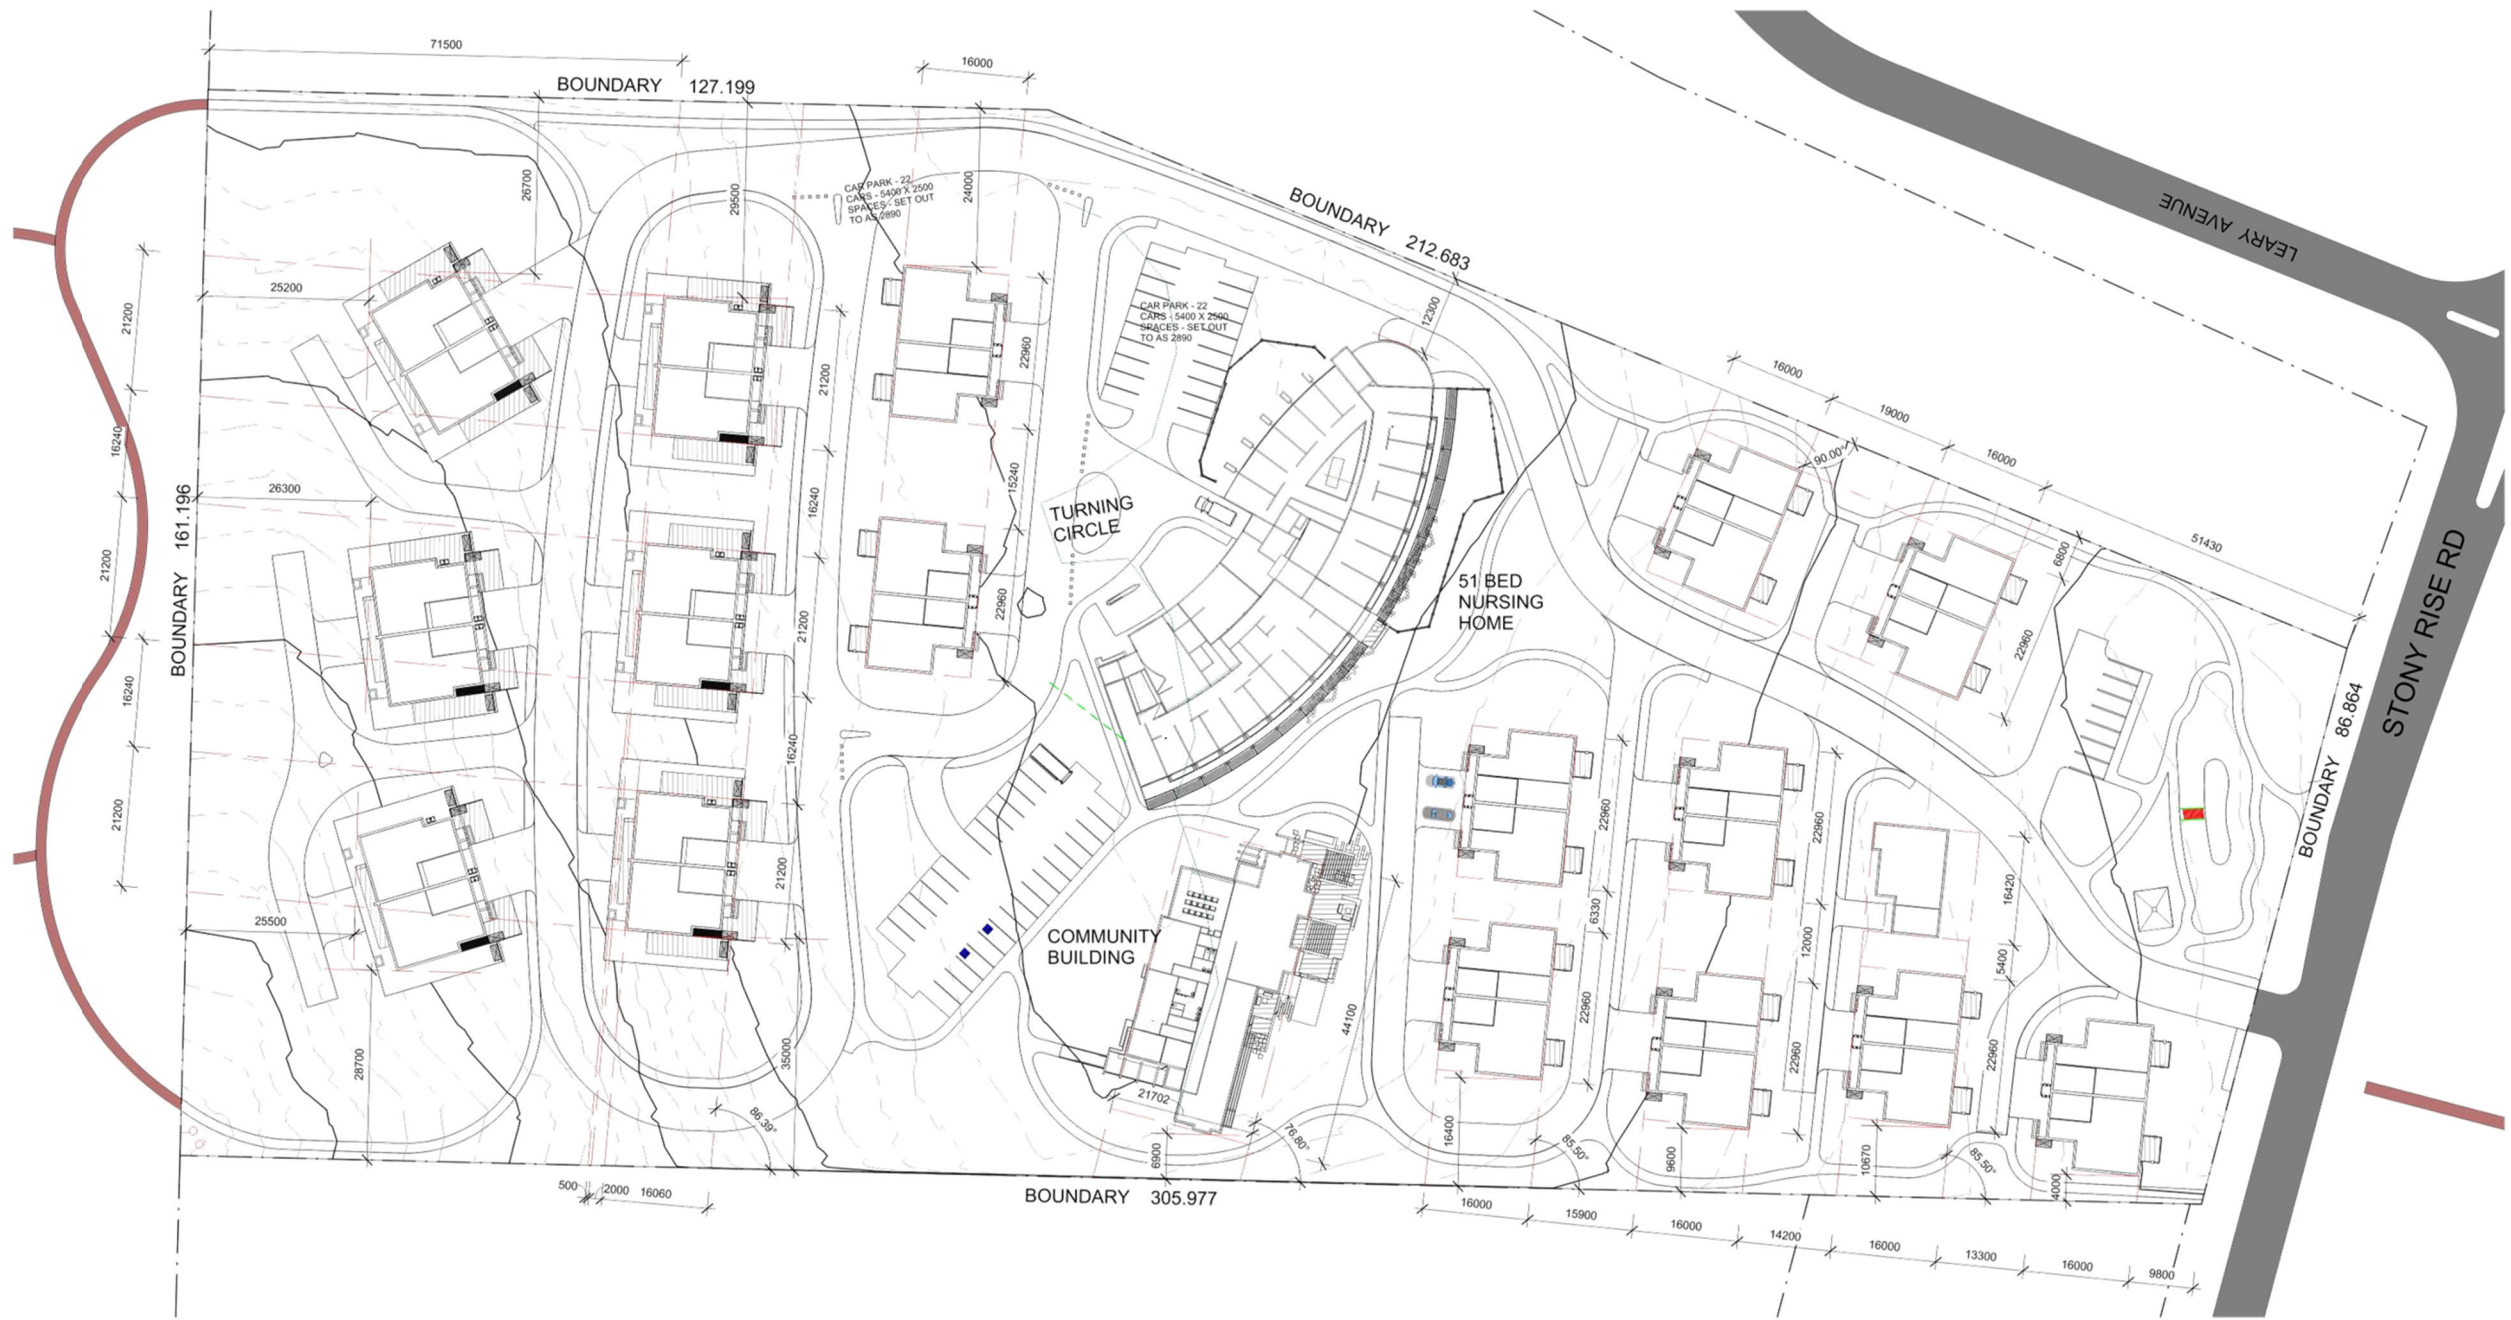 71500
16000
BOUNDARY 127.199
26700
29500
CAR PARK - 22
CARS - 5400 X 2500
SPACES - SET OUT
TO AS 2890
24000
BOUNDARY 212.683
LEARY AVENUE
25200
21200
21200
22960
12300
CAR PARK - 22
CARS - 5400 X 2500
SPACES - SET OUT
TO AS 2890
16000
19000
16000
51430
90.00°
16240
26300
BOUNDARY 161.196
16240
15240
TURNING
CIRCLE
STONY RISE RD
6800
22960
21200
21200
22960
51 BED
NURSING
HOME
16240
16240
BOUNDARY 86.864
21200
21200
22960
22960
25500
6330
16420
12000
5400
COMMUNITY
BUILDING
28700
35000
44100
22960
22960
22960
21702
86.39°
76.80°
6900
16400
85.50°
9600
10670
85.50°
4000
500
2000
16060
BOUNDARY 305.977
16000
15900
16000
14200
16000
13300
16000
9800